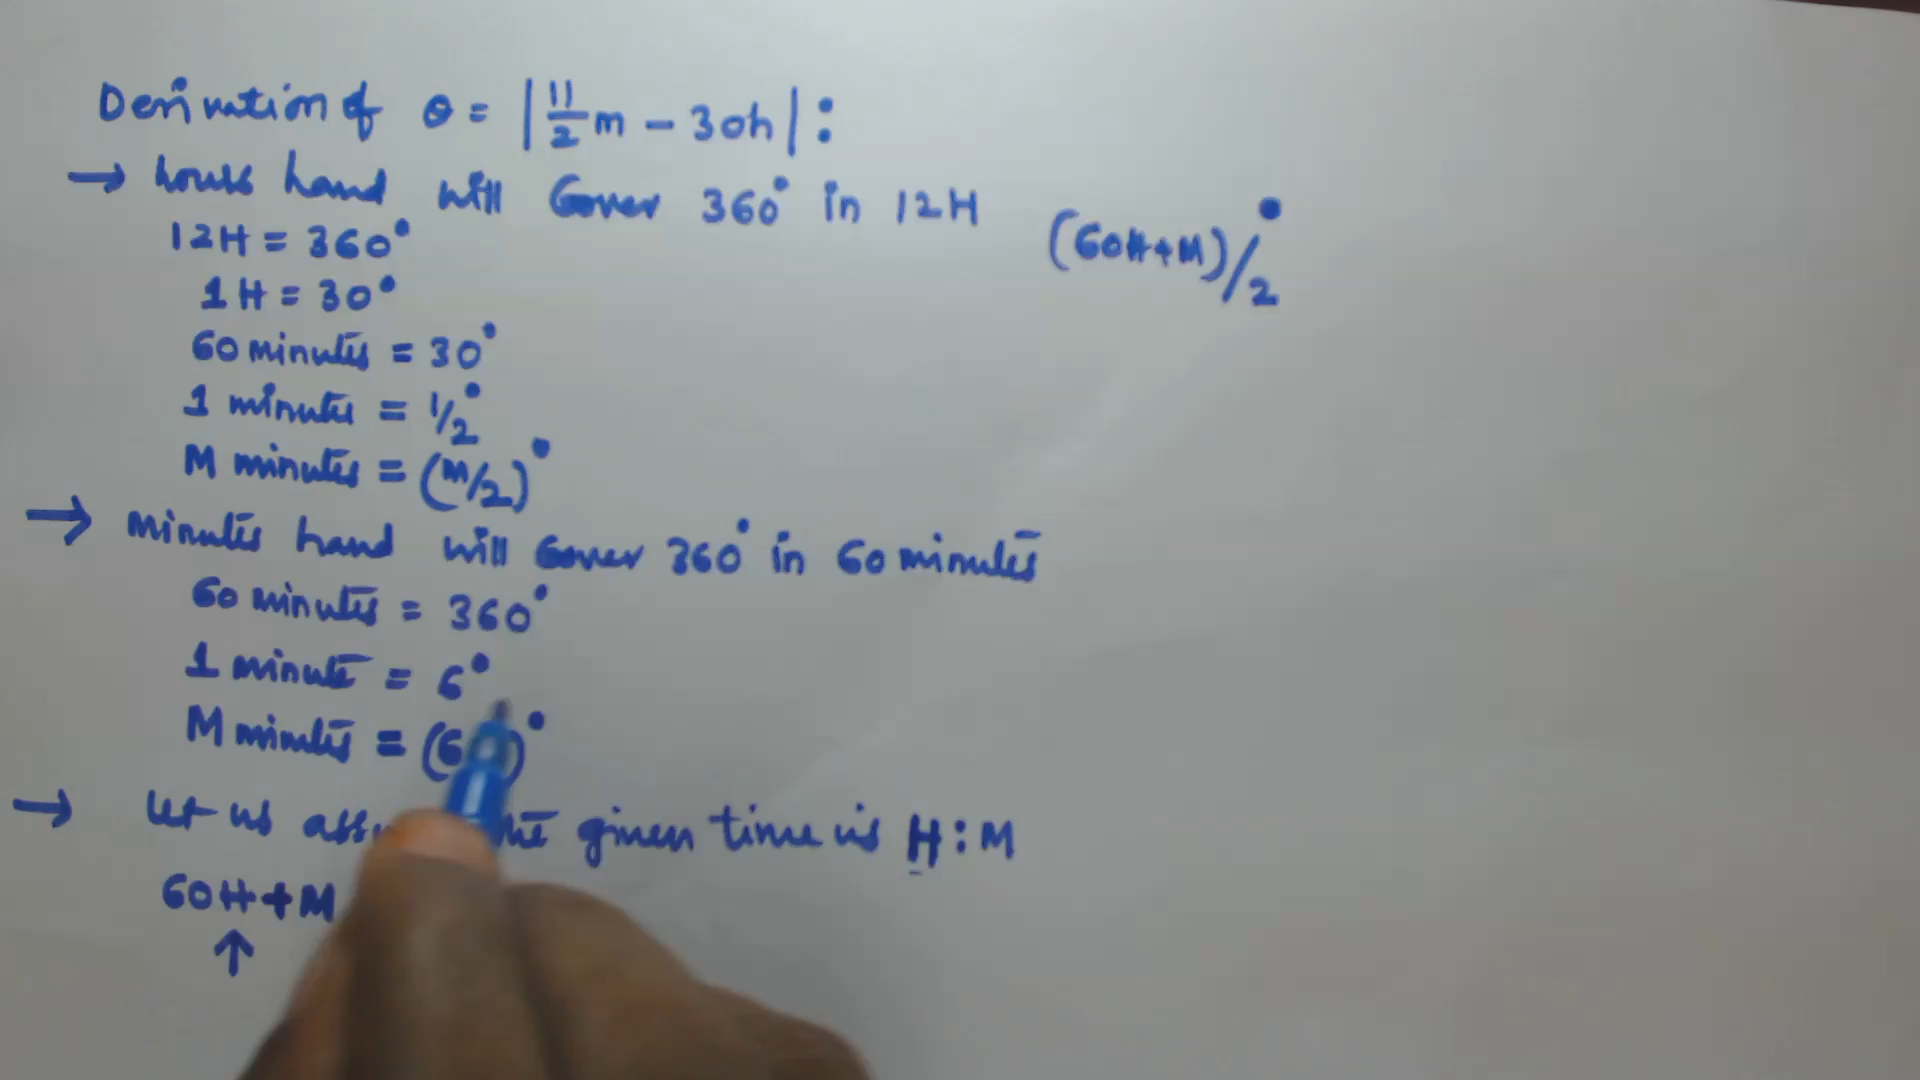 Derivation of θ = |11/2 m - 30h| :
→ hours hand will cover 360° in 12H
12H = 360°
1H = 30°
60 minutes = 30°
1 minutes = 1/2°
M minutes = (M/2)°
→ minutes hand will cover 360° in 60 minutes
60 minutes = 360°
1 minute = 6°
M minutes = (6 )°
→ let us given time is H:M
60H+M
↑
(60H+M)/2°